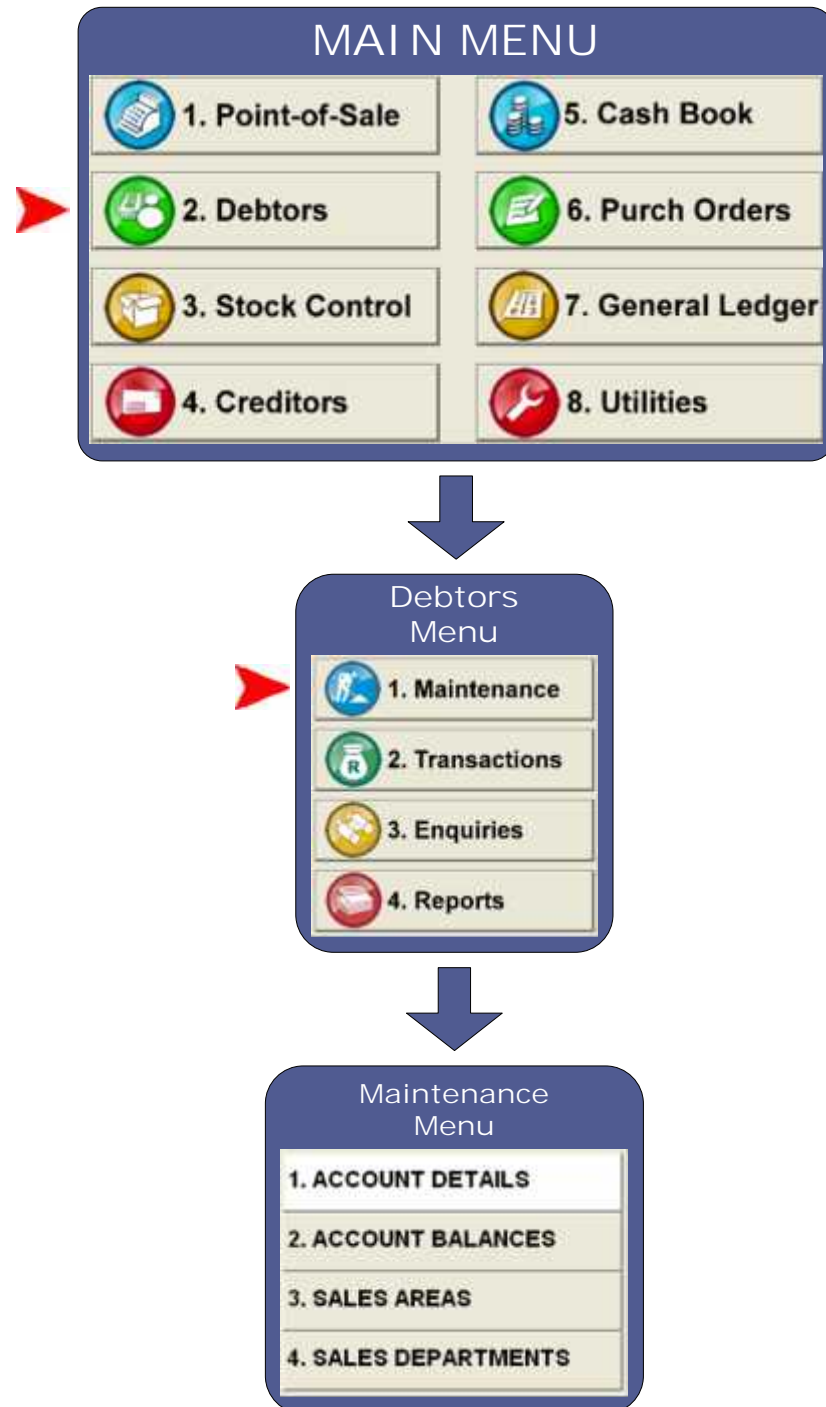 MAIN MENU
1. Point-of-Sale
5. Cash Book
2. Debtors
6. Purch Orders
3. Stock Control
7. General Ledger
4. Creditors
8. Utilities
Debtors
Menu
1. Maintenance
R
2. Transactions
3. Enquiries
4. Reports
Maintenance
Menu
1. ACCOUNT DETAILS
2. ACCOUNT BALANCES
3. SALES AREAS
4. SALES DEPARTMENTS